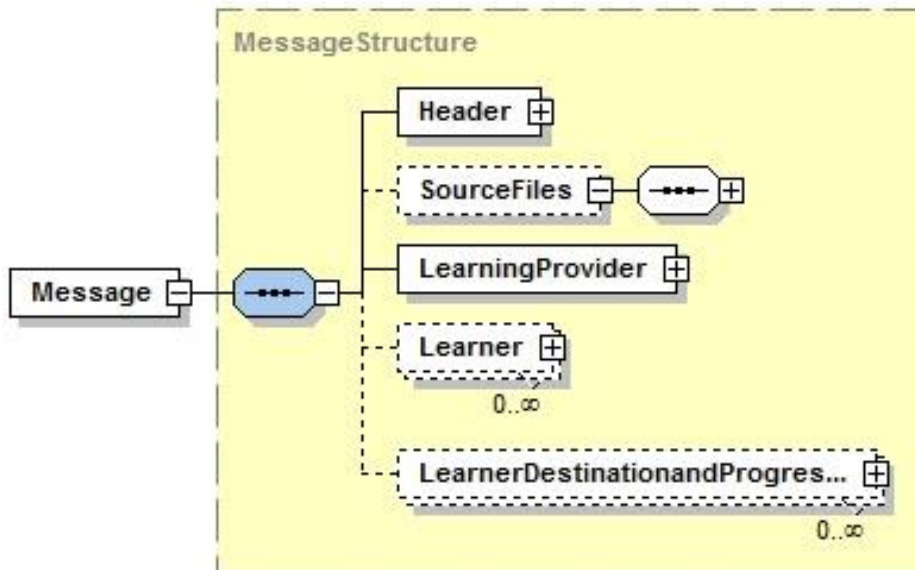 MessageStructure
Header
SourceFiles
LearningProvider
Message
Learner
0..∞
LearnerDestinationandProgres...
0..∞